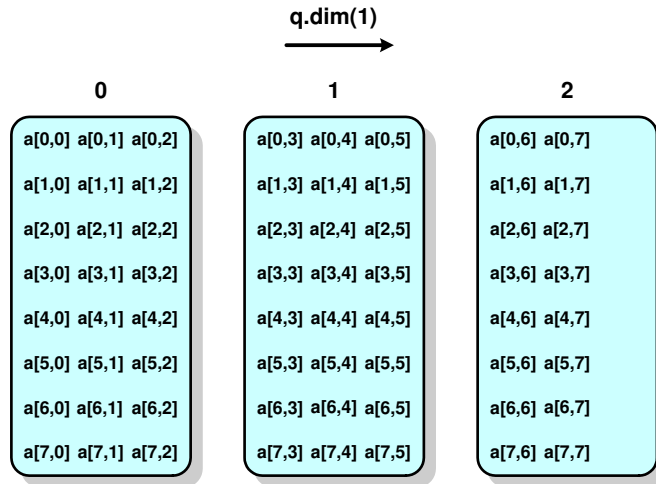 q.dim(1)
0 1 2
a[0,0] a[0,1] a[0,2] a[0,3] a[0,4] a[0,5] a[0,6] a[0,7]
a[1,0] a[1,1] a[1,2] a[1,3] a[1,4] a[1,5] a[1,6] a[1,7]
a[2,0] a[2,1] a[2,2] a[2,3] a[2,4] a[2,5] a[2,6] a[2,7]
a[3,0] a[3,1] a[3,2] a[3,3] a[3,4] a[3,5] a[3,6] a[3,7]
a[4,0] a[4,1] a[4,2] a[4,3] a[4,4] a[4,5] a[4,6] a[4,7]
a[5,0] a[5,1] a[5,2] a[5,3] a[5,4] a[5,5] a[5,6] a[5,7]
a[6,0] a[6,1] a[6,2] a[6,3] a[6,4] a[6,5] a[6,6] a[6,7]
a[7,0] a[7,1] a[7,2] a[7,3] a[7,4] a[7,5] a[7,6] a[7,7]